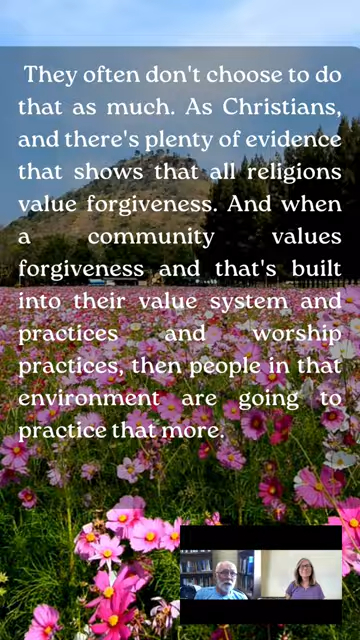 They often don't choose to do
that as much. As Christians,
and there's plenty of evidence
that shows that all religions
value forgiveness. And when
a community values
forgiveness and that's built
into their value system and
practices and worship
practices, then people in that
environment are going to
practice that more.